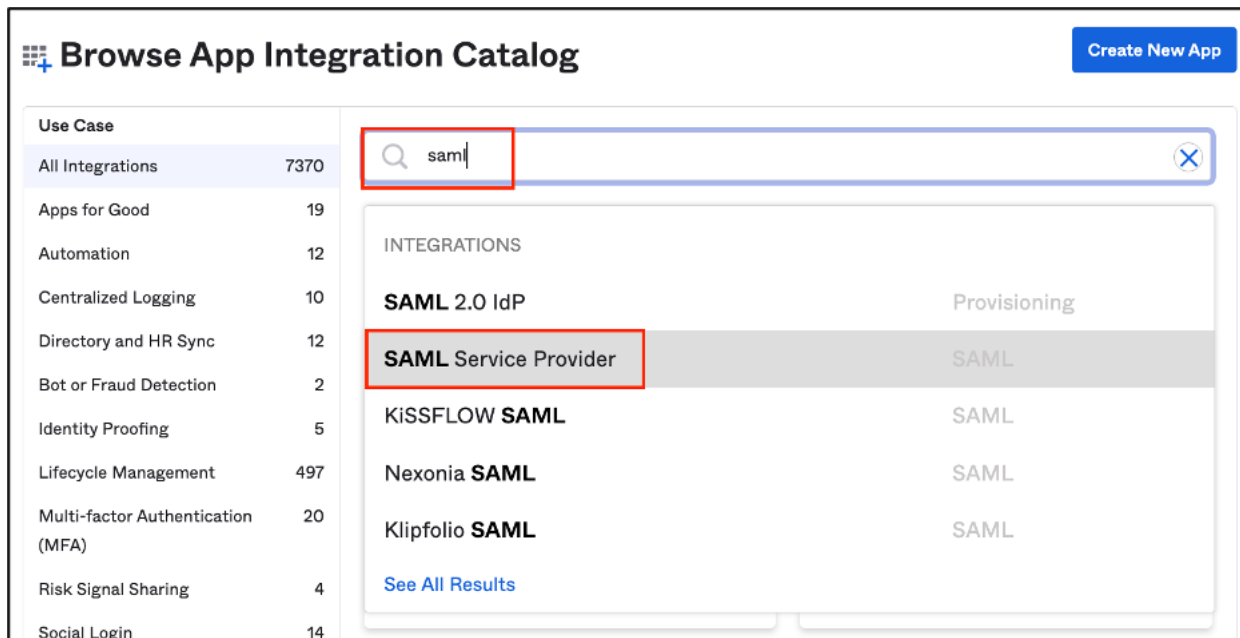 Browse App Integration Catalog
Create New App
Use Case
All Integrations 7370
Apps for Good 19
Automation 12
Centralized Logging 10
Directory and HR Sync 12
Bot or Fraud Detection 2
Identity Proofing 5
Lifecycle Management 497
Multi-factor Authentication 20
(MFA)
Risk Signal Sharing 4
Social Login 14
saml
INTEGRATIONS
SAML 2.0 IdP Provisioning
SAML Service Provider SAML
KiSSFLOW SAML SAML
Nexonia SAML SAML
Klipfolio SAML SAML
See All Results